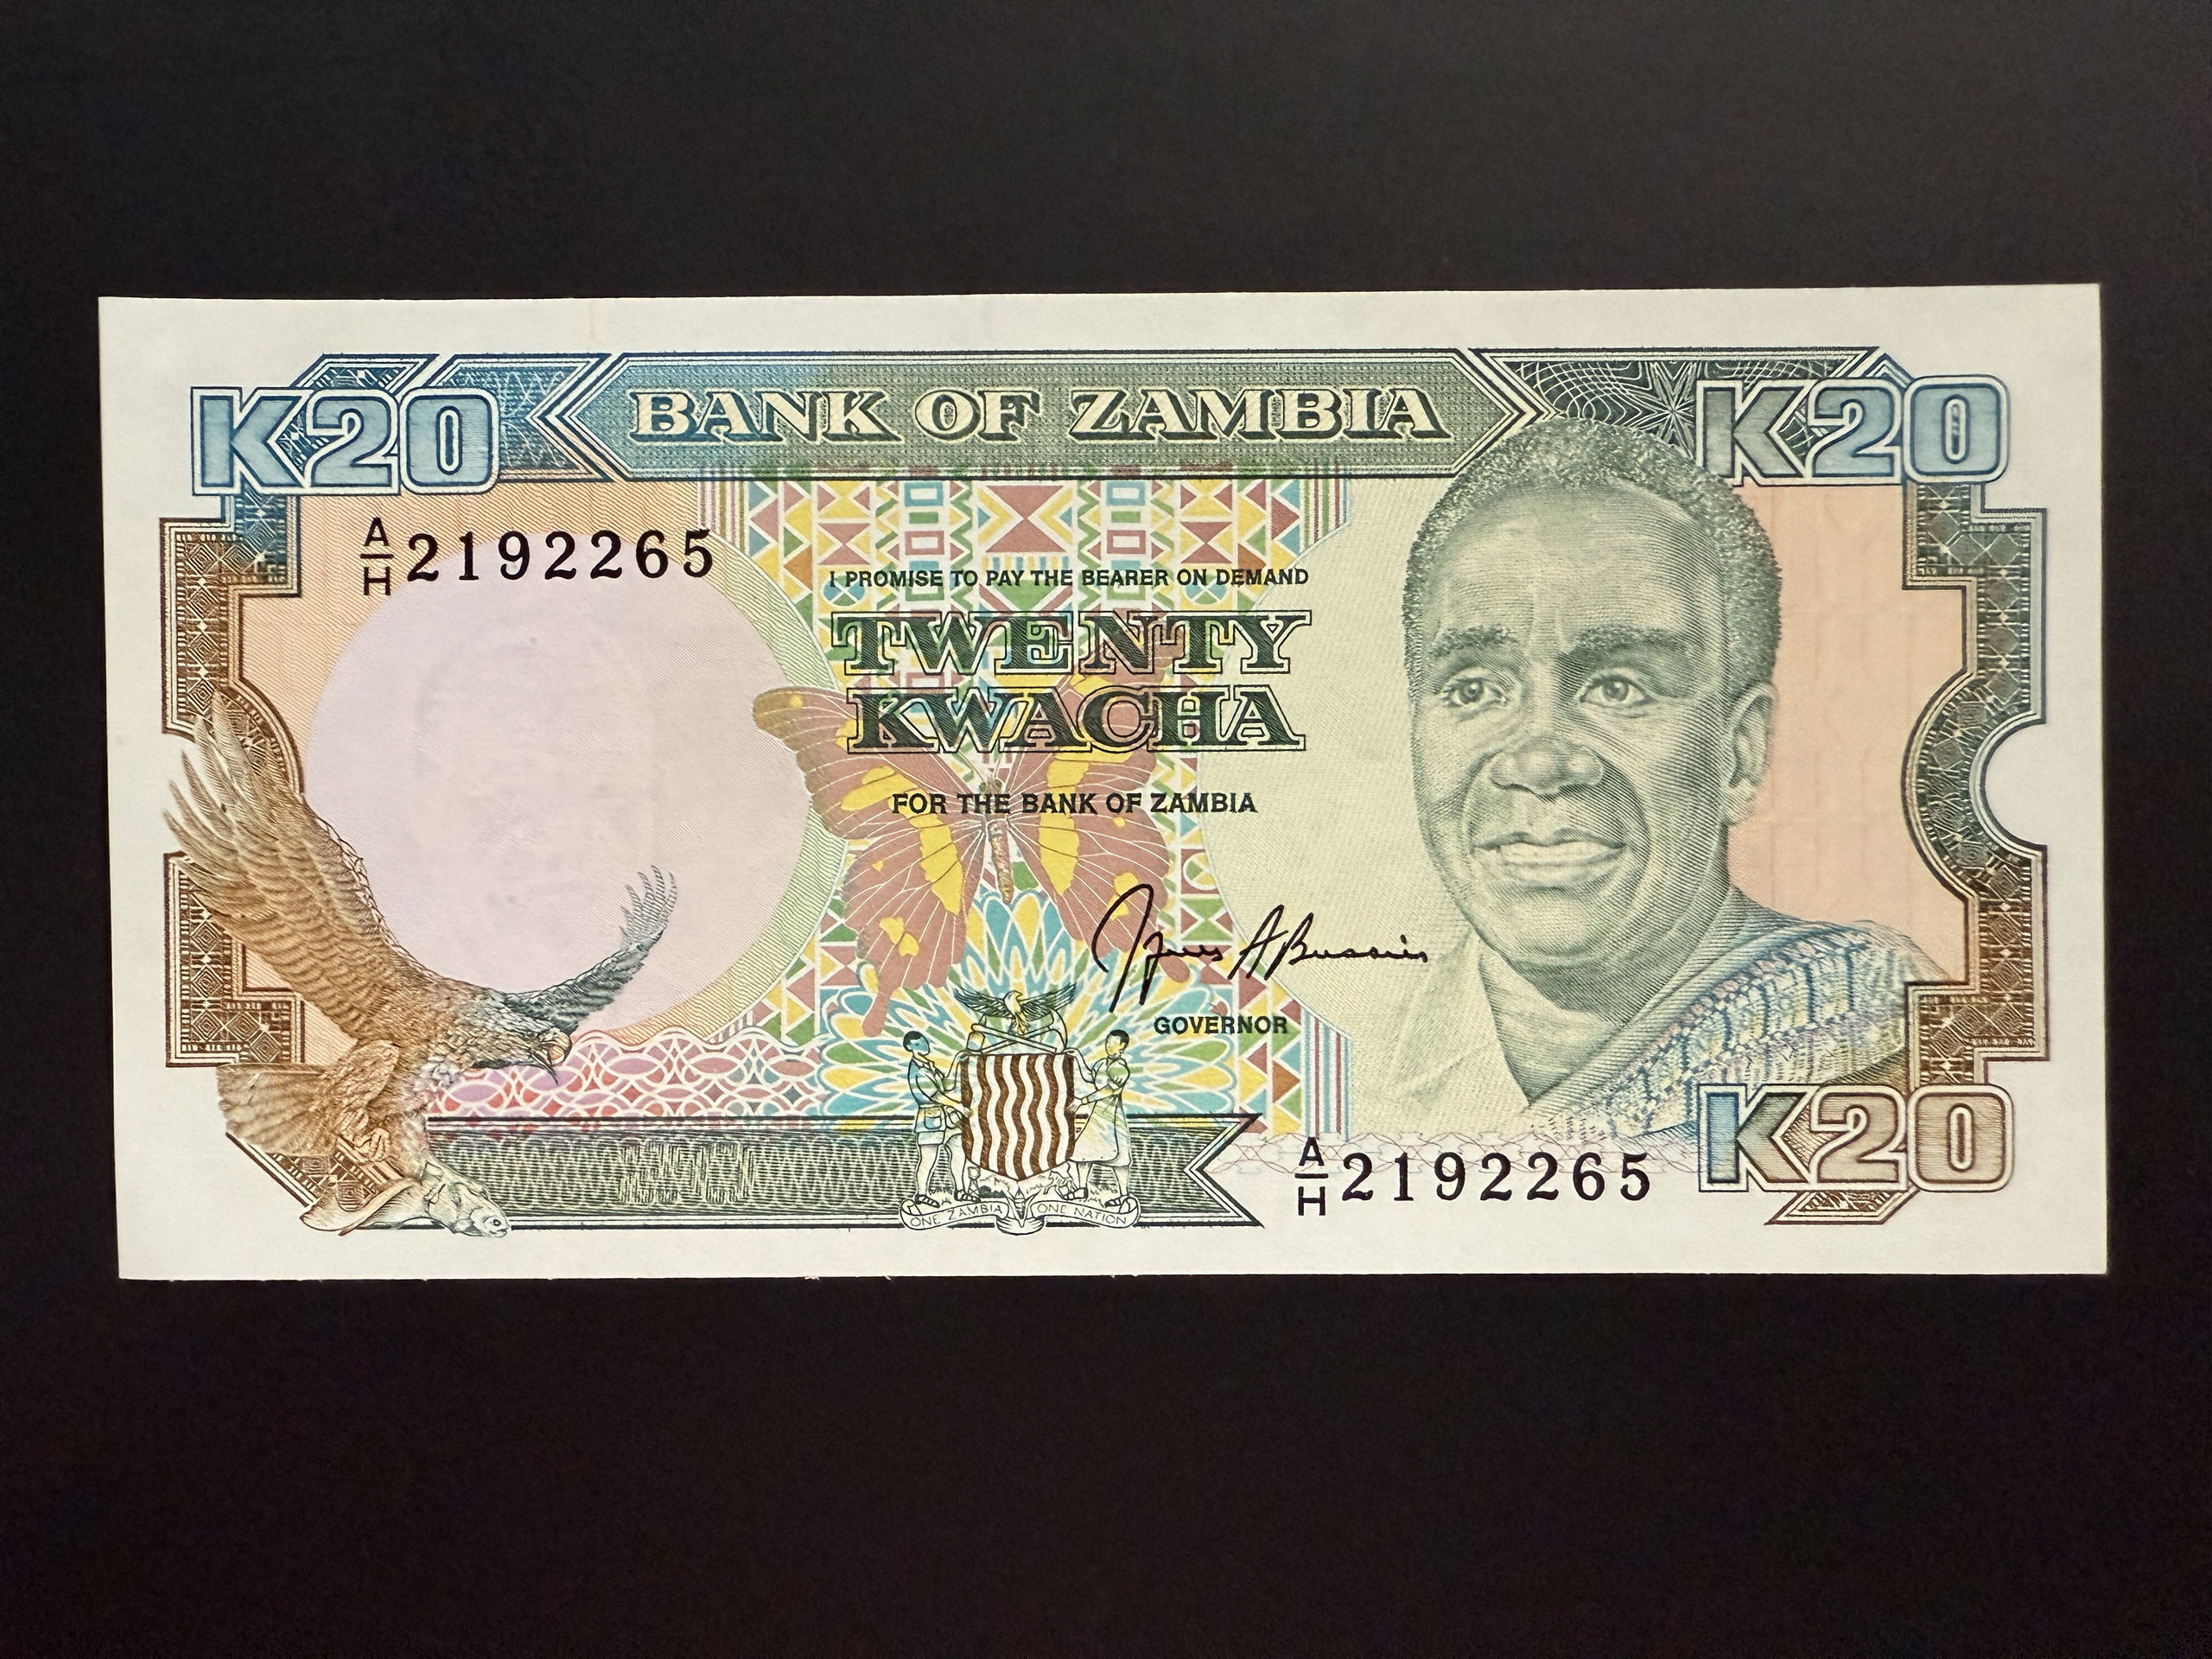 BANK OF ZAMBIA
K20
K20
A/H 2192265
I PROMISE TO PAY THE BEARER ON DEMAND
TWENTY
KWACHA
FOR THE BANK OF ZAMBIA
GOVERNOR
ONE ZAMBIA ONE NATION
A/H 2192265
K20